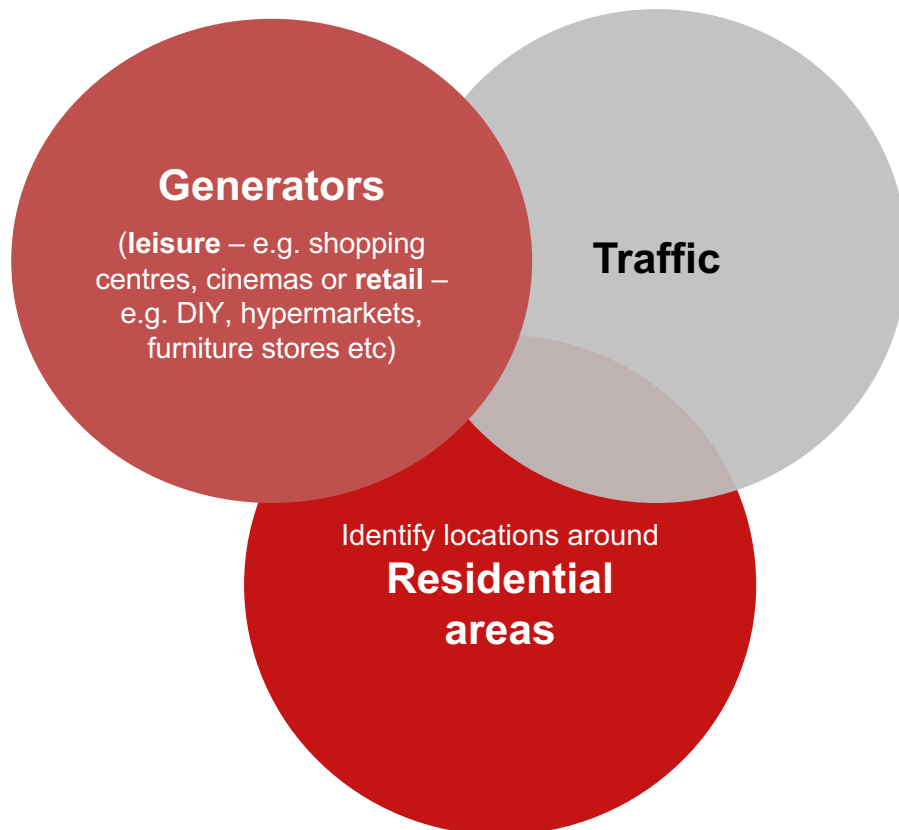 Generators
(leisure – e.g. shopping
centres, cinemas or retail –
e.g. DIY, hypermarkets,
furniture stores etc)
Traffic
Identify locations around
Residential
areas